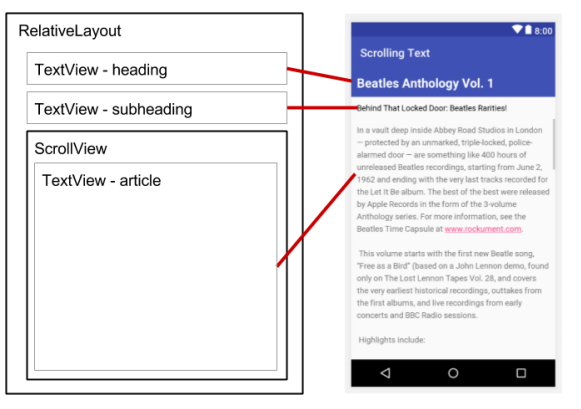 RelativeLayout
TextView - heading
TextView - subheading
ScrollView
TextView - article
8:00
Scrolling Text
Beatles Anthology Vol. 1
Behind That Locked Door: Beatles Rarities!
In a vault deep inside Abbey Road Studios in London
— protected by an unmarked, triple-locked, police-
alarmed door — are something like 400 hours of
unreleased Beatles recordings, starting from June 2,
1962 and ending with the very last tracks recorded for
the Let It Be album. The best of the best were released
by Apple Records in the form of the 3-volume
Anthology series. For more information, see the
Beatles Time Capsule at www.rockument.com.
This volume starts with the first new Beatle song,
"Free as a Bird" (based on a John Lennon demo, found
only on The Lost Lennon Tapes Vol. 28, and covers
the very earliest historical recordings, outtakes from
the first albums, and live recordings from early
concerts and BBC Radio sessions.
Highlights include: